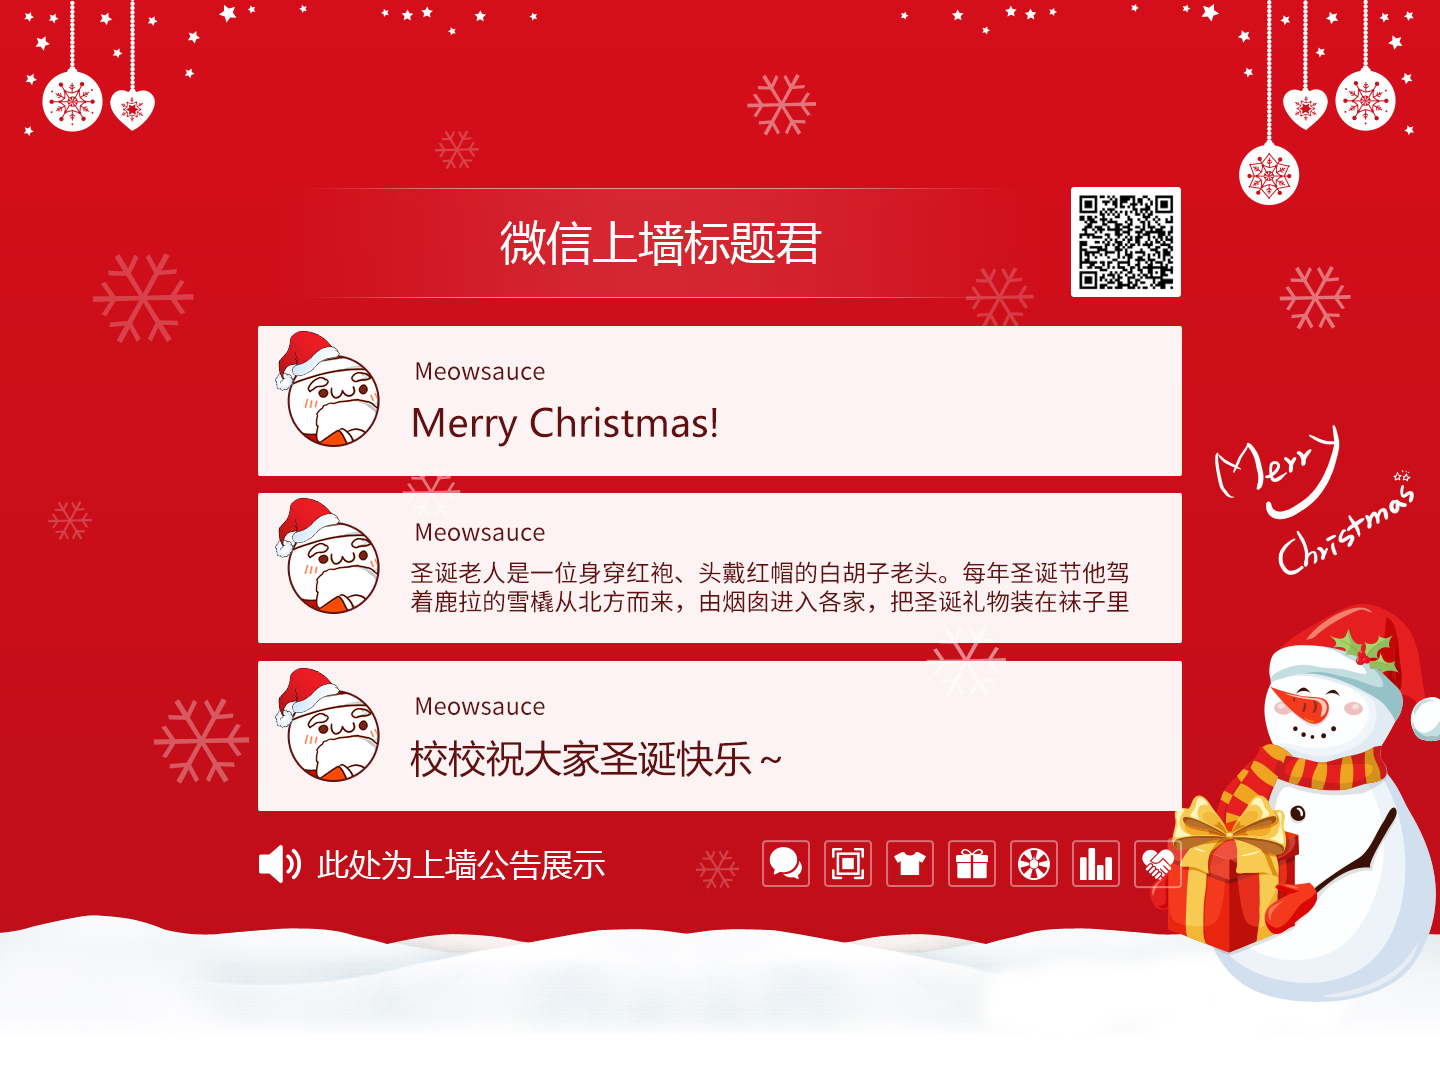 微信上墙标题君
Meowsauce
Merry Christmas!
Meowsauce
圣诞老人是一位身穿红袍、头戴红帽的白胡子老头。每年圣诞节他驾
着鹿拉的雪橇从北方而来，由烟囱进入各家，把圣诞礼物装在袜子里
Meowsauce
校校祝大家圣诞快乐~
Merry
Christmas
此处为上墙公告展示